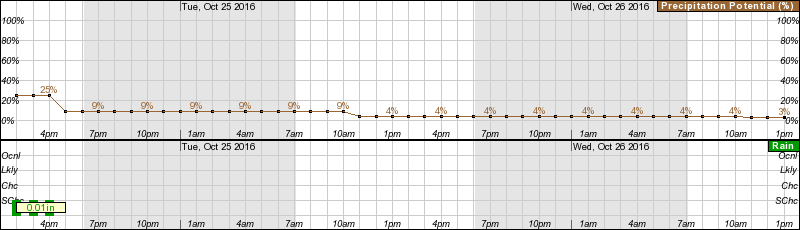 Tue, Oct 25 2016 Wed, Oct 26 2016 Precipitation Potential (%)
100% 100%
80% 80%
60% 60%
40% 40%
25% 9% 9% 9% 9% 9% 9% 4% 4% 4% 4% 4% 4% 4% 4% 3%
20% 20%
0% 0%
4pm 7pm 10pm 1am 4am 7am 10am 1pm 4pm 7pm 10pm 1am 4am 7am 10am 1pm
Tue, Oct 25 2016 Wed, Oct 26 2016 Rain
Ocnl Ocnl
Lkly Lkly
Chc Chc
SChc SChc
0.01in
4pm 7pm 10pm 1am 4am 7am 10am 1pm 4pm 7pm 10pm 1am 4am 7am 10am 1pm